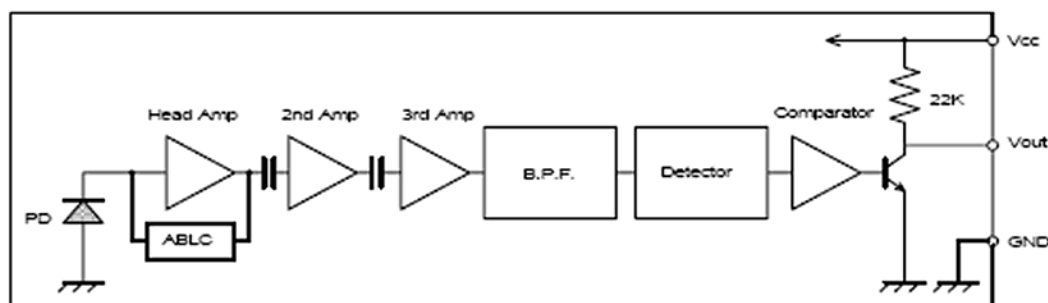 Vcc
22K
Head Amp
2nd Amp
3rd Amp
Comparator
Vout
B.P.F.
Detector
PD
ABLC
GND